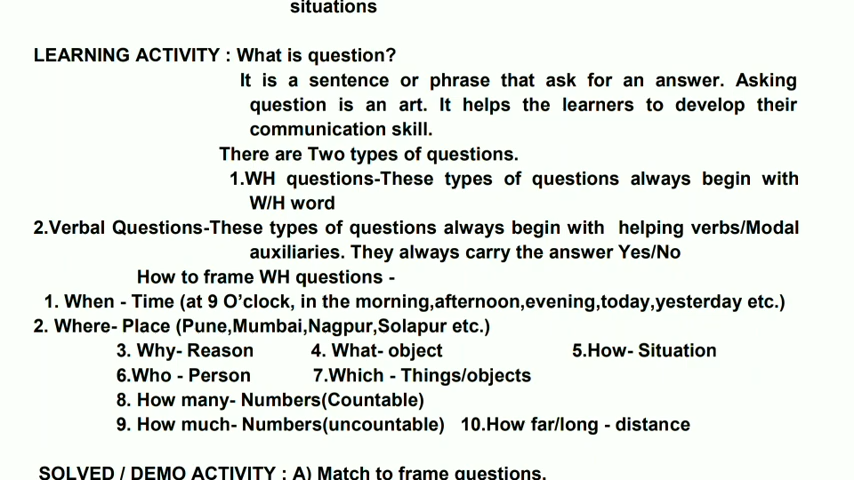 situations
LEARNING ACTIVITY : What is question?
It is a sentence or phrase that ask for an answer. Asking
question is an art. It helps the learners to develop their
communication skill.
There are Two types of questions.
1.WH questions-These types of questions always begin with
W/H word
2.Verbal Questions-These types of questions always begin with helping verbs/Modal
auxiliaries. They always carry the answer Yes/No
How to frame WH questions -
1. When - Time (at 9 O’clock, in the morning,afternoon,evening,today,yesterday etc.)
2. Where- Place (Pune,Mumbai,Nagpur,Solapur etc.)
3. Why- Reason 4. What- object 5.How- Situation
6.Who - Person 7.Which - Things/objects
8. How many- Numbers(Countable)
9. How much- Numbers(uncountable) 10.How far/long - distance
SOLVED / DEMO ACTIVITY : A) Match to frame questions.